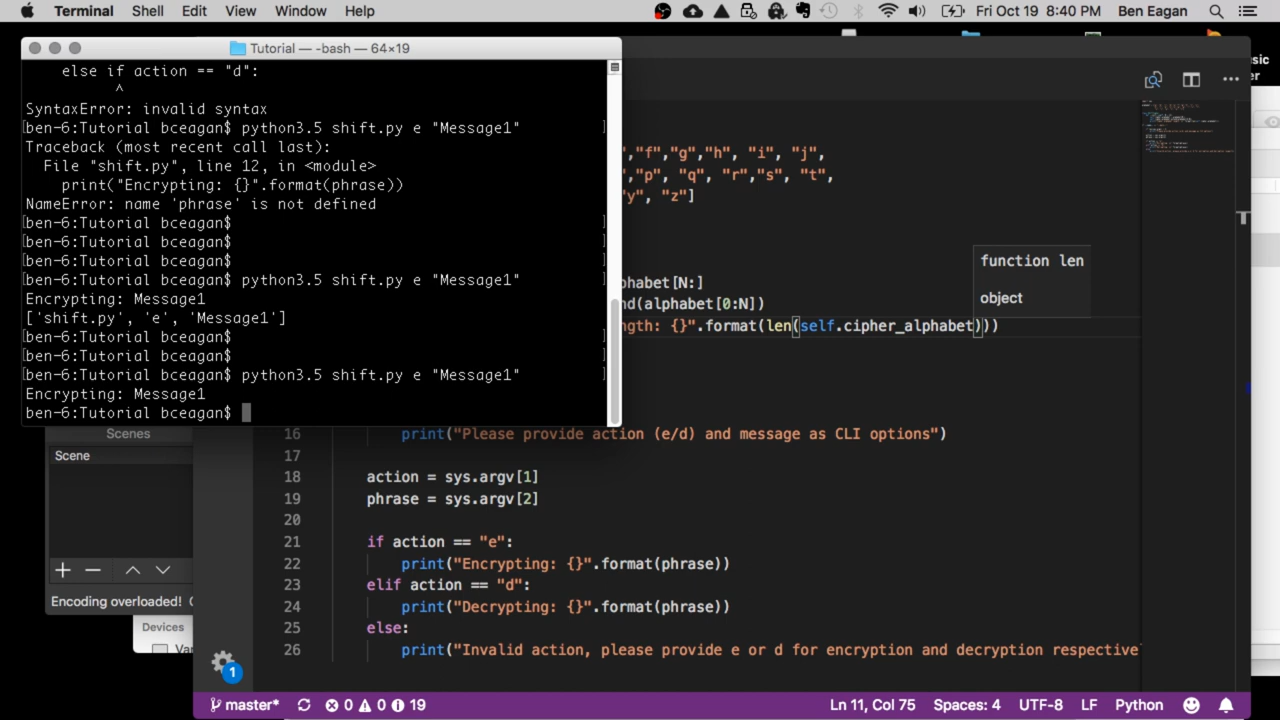 Terminal Shell Edit View Window Help Fri Oct 19 8:40 PM Ben Eagan
Tutorial — -bash — 64×19
else if action == "d":
^
SyntaxError: invalid syntax
[ben-6:Tutorial bceagan$ python3.5 shift.py e "Message1" ]
Traceback (most recent call last):
File "shift.py", line 12, in <module>
print("Encrypting: {}".format(phrase))
NameError: name 'phrase' is not defined
[ben-6:Tutorial bceagan$ ]
[ben-6:Tutorial bceagan$ ]
[ben-6:Tutorial bceagan$ ]
[ben-6:Tutorial bceagan$ python3.5 shift.py e "Message1" ]
Encrypting: Message1
['shift.py', 'e', 'Message1']
[ben-6:Tutorial bceagan$ ]
[ben-6:Tutorial bceagan$ ]
[ben-6:Tutorial bceagan$ python3.5 shift.py e "Message1" ]
Encrypting: Message1
ben-6:Tutorial bceagan$
,"f","g","h", "i", "j",
,"p", "q", "r","s", "t",
"y", "z"]
function len
object
phabet[N:]
nd(alphabet[0:N])
ngth: {}".format(len(self.cipher_alphabet)))
16 print("Please provide action (e/d) and message as CLI options")
17
18 action = sys.argv[1]
19 phrase = sys.argv[2]
20
21 if action == "e":
22 print("Encrypting: {}".format(phrase))
23 elif action == "d":
24 print("Decrypting: {}".format(phrase))
25 else:
26 print("Invalid action, please provide e or d for encryption and decryption respective
Scenes
Scene
Encoding overloaded!
Devices
1
master* 0 0 19 Ln 11, Col 75 Spaces: 4 UTF-8 LF Python